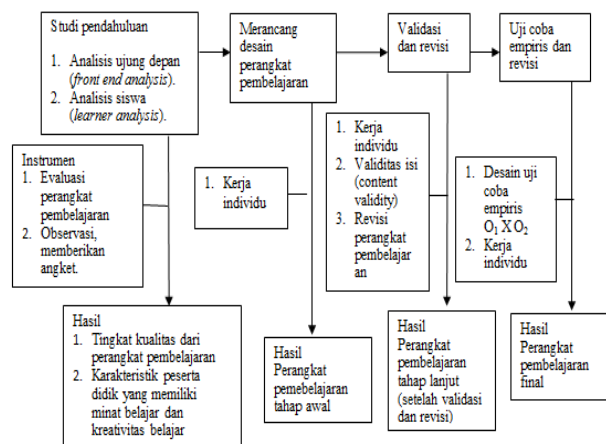 Studi pendahuluan
1. Analisis ujung depan
(front end analysis).
2. Analisis siswa
(learner analysis).
Merancang
desain
perangkat
pembelajaran
Validasi
dan revisi
Uji coba
empiris dan
revisi
Instrumen
1. Evaluasi
perangkat
pembelajaran
2. Observasi,
memberikan
angket.
1. Kerja
individu
1. Kerja
individu
2. Validitas isi
(content
validity)
3. Revisi
perangkat
pembelajar
an
1. Desain uji
coba
empiris
O₁ X O₂
2. Kerja
individu
Hasil
1. Tingkat kualitas dari
perangkat pembelajaran
2. Karakteristik peserta
didik yang memiliki
minat belajar dan
kreativitas belajar
Hasil
Perangkat
pemebelajaran
tahap awal
Hasil
Perangkat
pembelajaran
tahap lanjut
(setelah validasi
dan revisi)
Hasil
Perangkat
pembelajaran
final